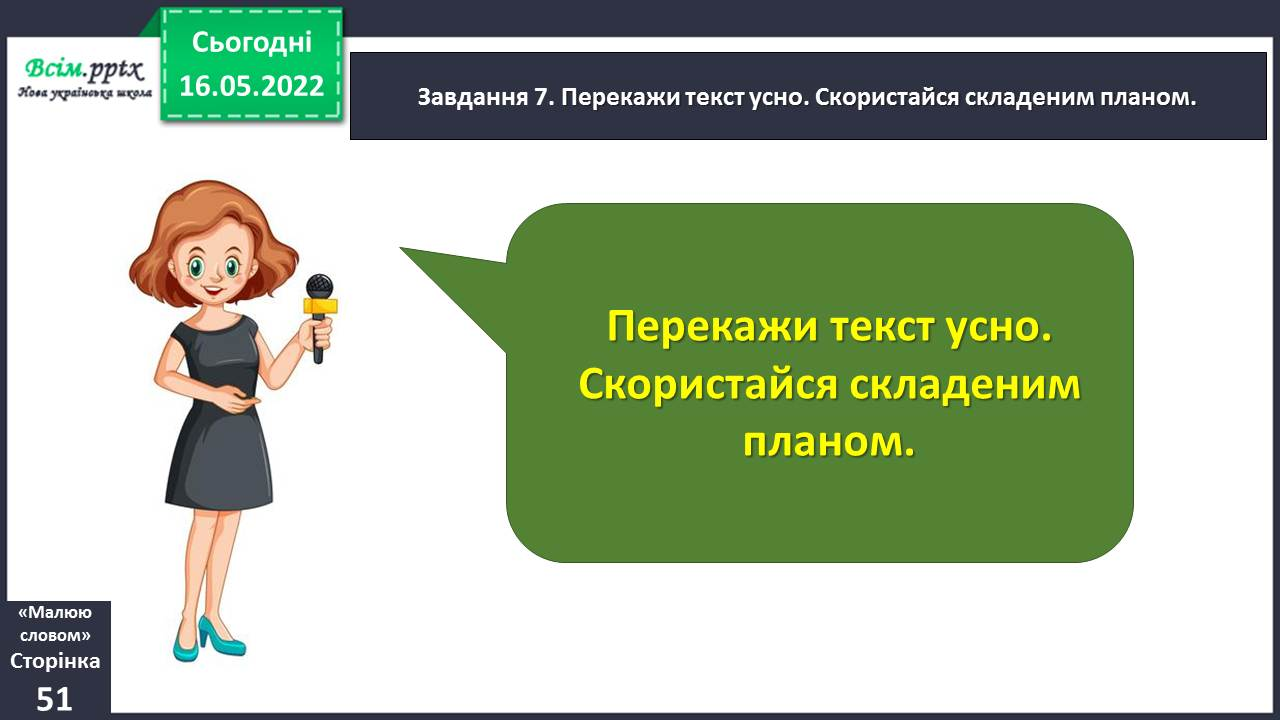 Всім.pptx
Нова українська школа
Сьогодні
16.05.2022
Завдання 7. Перекажи текст усно. Скористайся складеним планом.
Перекажи текст усно.
Скористайся складеним
планом.
«Малюю
словом»
Сторінка
51